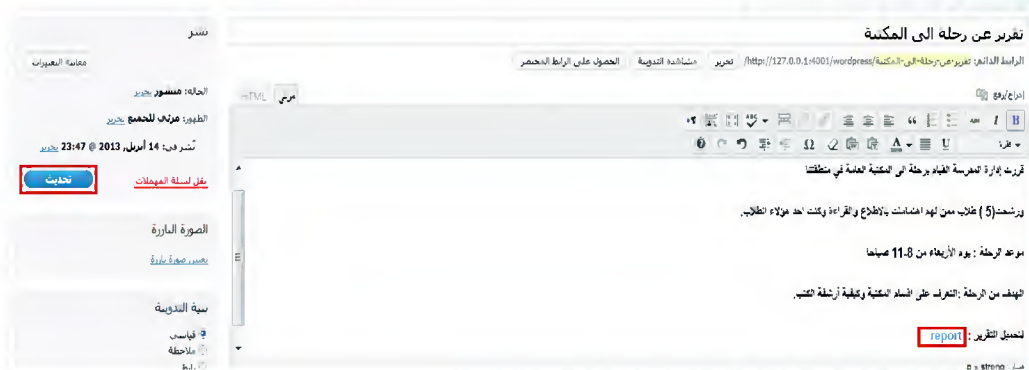 تقرير عن رحلة الى المكتبة
الرابط الدائم: http://127.0.0.1:4001/wordpress/تقرير-عن-رحلة-الى-المكتبة/ تحرير مشاهدة التدوينة الحصول على الرابط المختصر
إدراج/رفع
مرئي HTML
فقرة
قررت إدارة المدرسة القيام برحلة الى المكتبة العامة في منطقتنا
ورشحت(5 ) طلاب ممن لهم اهتمامات بالاطلاع والقراءة وكنت احد هؤلاء الطلاب.
موعد الرحلة : يوم الأربعاء من 8-11 صباحا
الهدف من الرحلة :التعرف على اقسام المكتبة وكيفية أرشفة الكتب.
لتحميل التقرير : report
مسار: p » strong
نشر
معاينة التغييرات
الحالة: منشور تحرير
الظهور: مرئي للجميع تحرير
نُشر في: 14 أبريل, 2013 @ 23:47 تحرير
نقل لسلة المهملات تحديث
الصورة البارزة
تعيين صورة بارزة
بنية التدوينة
قياسي
ملاحظة
رابط